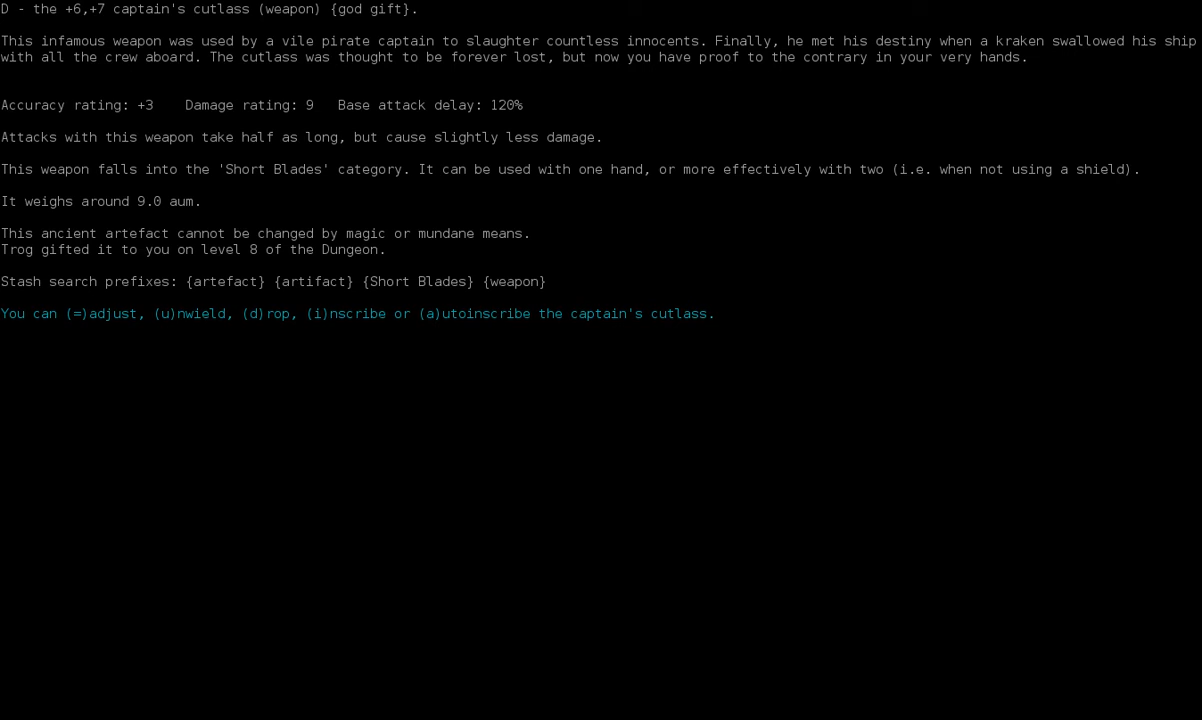 D - the +6,+7 captain's cutlass (weapon) {god gift}.
This infamous weapon was used by a vile pirate captain to slaughter countless innocents. Finally, he met his destiny when a kraken swallowed his ship
with all the crew aboard. The cutlass was thought to be forever lost, but now you have proof to the contrary in your very hands.
Accuracy rating: +3    Damage rating: 9   Base attack delay: 120%
Attacks with this weapon take half as long, but cause slightly less damage.
This weapon falls into the 'Short Blades' category. It can be used with one hand, or more effectively with two (i.e. when not using a shield).
It weighs around 9.0 aum.
This ancient artefact cannot be changed by magic or mundane means.
Trog gifted it to you on level 8 of the Dungeon.
Stash search prefixes: {artefact} {artifact} {Short Blades} {weapon}
You can (=)adjust, (u)nwield, (d)rop, (i)nscribe or (a)utoinscribe the captain's cutlass.